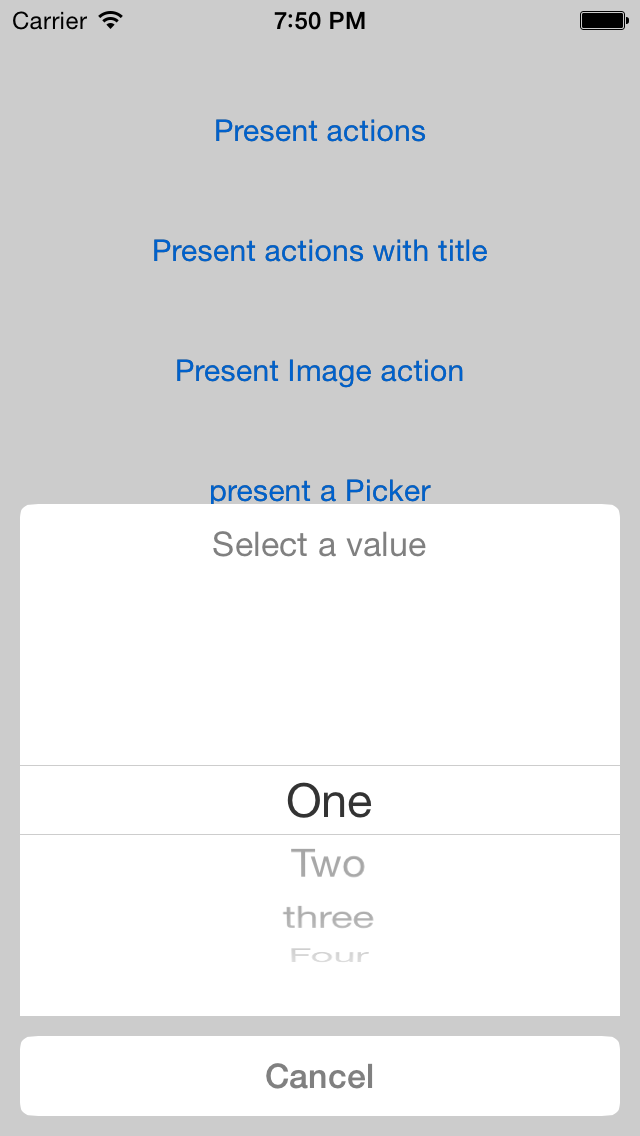 Carrier 7:50 PM
Present actions
Present actions with title
Present Image action
present a Picker
Select a value
One
Two
three
Four
Cancel